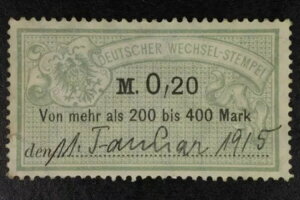 DEUTSCHER WECHSEL-STEMPEL
M. 0,20
Von mehr als 200 bis 400 Mark
den 11. Januar 1915